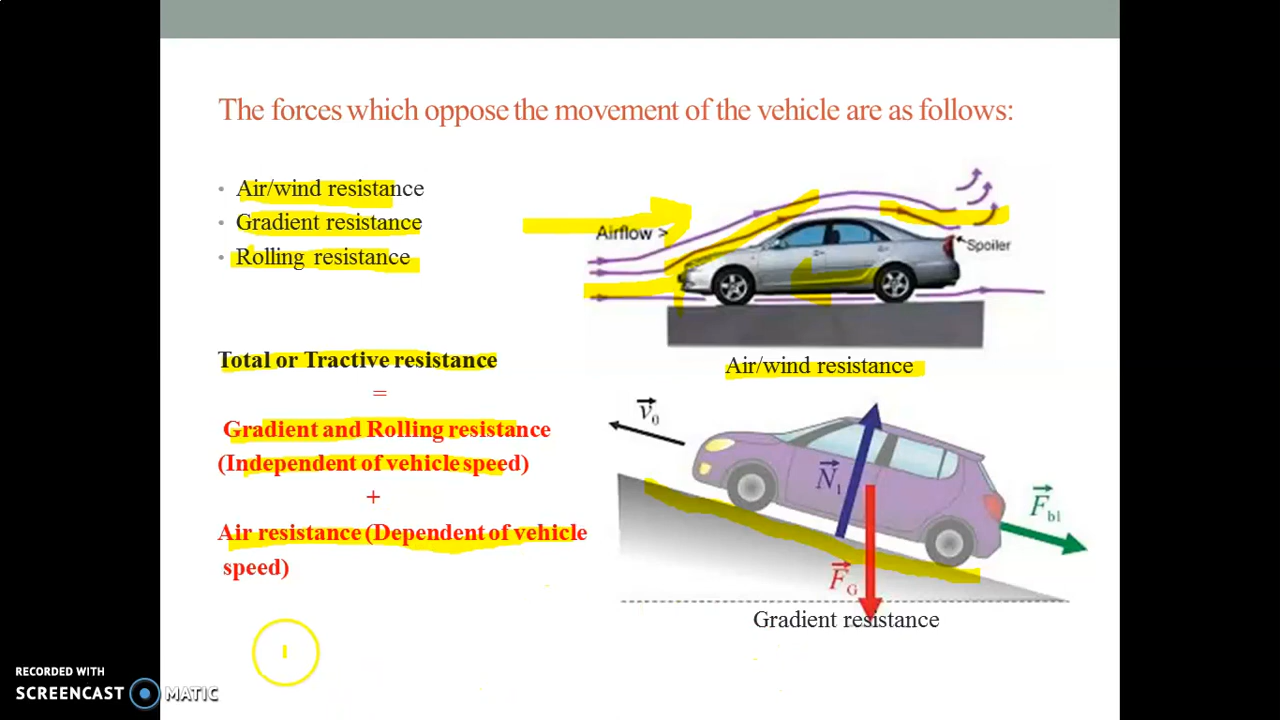 The forces which oppose the movement of the vehicle are as follows:
• Air/wind resistance
• Gradient resistance
• Rolling resistance
Airflow >
Spoiler
Air/wind resistance
Total or Tractive resistance
=
Gradient and Rolling resistance
(Independent of vehicle speed)
+
Air resistance (Dependent of vehicle
speed)
v₀
N₁
F_b1
F_G
Gradient resistance
RECORDED WITH
SCREENCAST MATIC